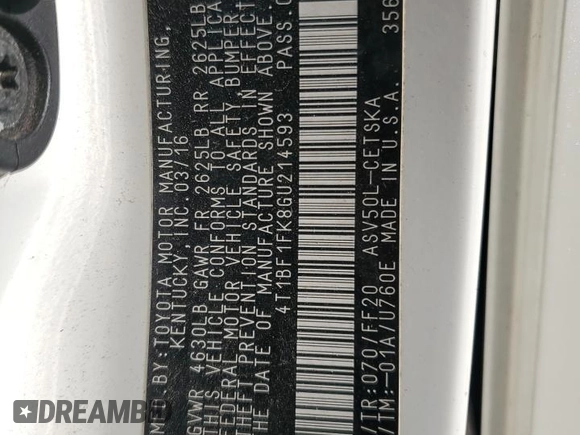 MFD. BY: TOYOTA MOTOR MANUFACTURING,
KENTUCKY, INC. 03/16
GVWR 4630LB GAWR FR 2625LB RR 2625LB
THIS VEHICLE CONFORMS TO ALL APPLICA
FEDERAL MOTOR VEHICLE SAFETY, BUMPER,
THEFT PREVENTION STANDARDS IN EFFECT
THE DATE OF MANUFACTURE SHOWN ABOVE.
4T1BF1FK8GU214593 PASS.C
/TR:070/FF20 ASV50L-CETSKA
/TM:-01A/U760E MADE IN U.S.A. 356
DREAMB